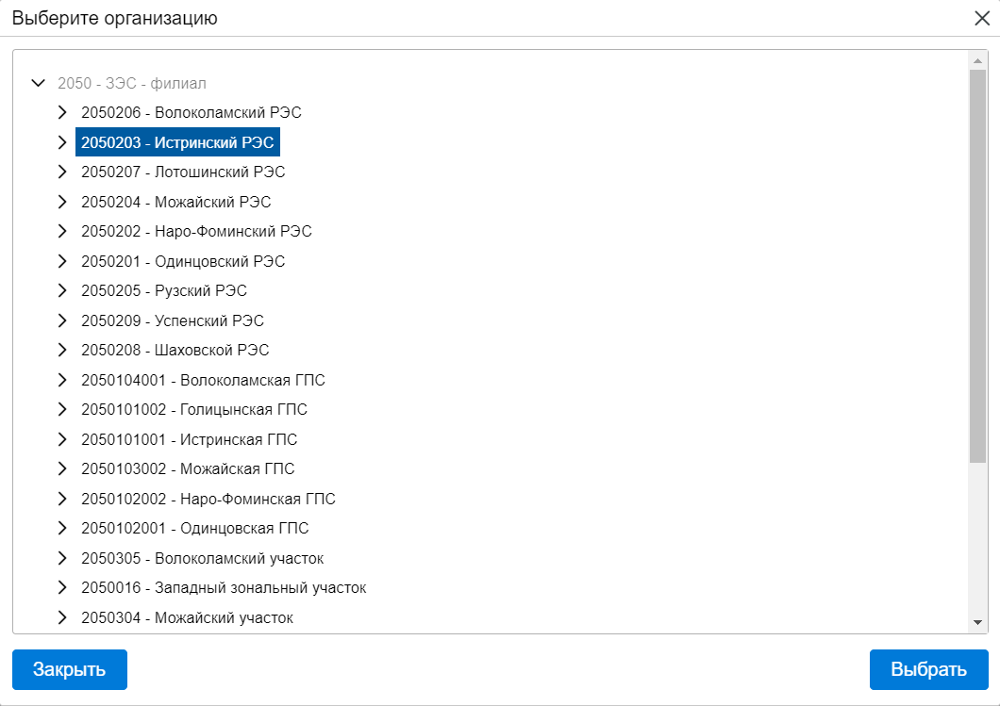 Выберите организацию
2050 - ЗЭС - филиал
2050206 - Волоколамский РЭС
2050203 - Истринский РЭС
2050207 - Лотошинский РЭС
2050204 - Можайский РЭС
2050202 - Наро-Фоминский РЭС
2050201 - Одинцовский РЭС
2050205 - Рузский РЭС
2050209 - Успенский РЭС
2050208 - Шаховской РЭС
2050104001 - Волоколамская ГПС
2050101002 - Голицынская ГПС
2050101001 - Истринская ГПС
2050103002 - Можайская ГПС
2050102002 - Наро-Фоминская ГПС
2050102001 - Одинцовская ГПС
2050305 - Волоколамский участок
2050016 - Западный зональный участок
2050304 - Можайский участок
Закрыть
Выбрать